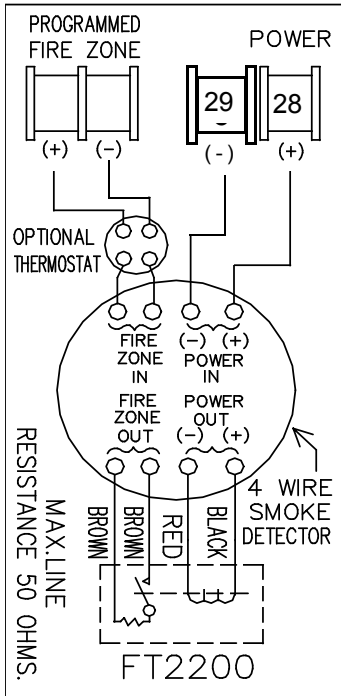 PROGRAMMED
FIRE ZONE
POWER
29
28
(+)
(-)
(-)
(+)
OPTIONAL
THERMOSTAT
FIRE
ZONE
IN
(-) (+)
POWER
IN
FIRE
ZONE
OUT
POWER
OUT
(-) (+)
4 WIRE
SMOKE
DETECTOR
BROWN
BROWN
RED
BLACK
MAX.LINE
RESISTANCE 50 OHMS.
FT2200